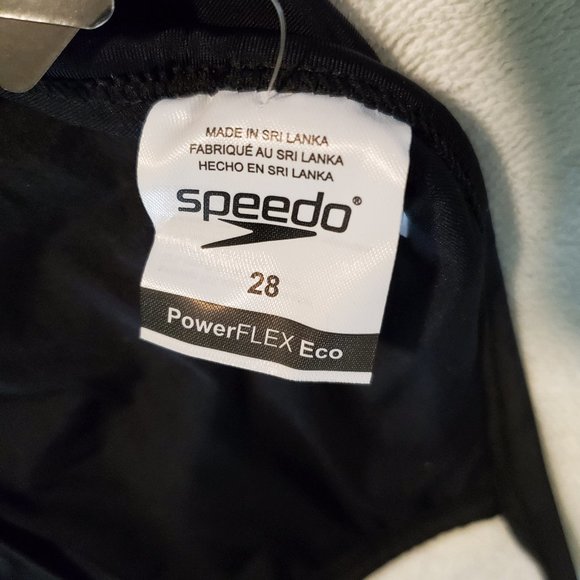 MADE IN SRI LANKA
FABRIQUÉ AU SRI LANKA
HECHO EN SRI LANKA
speedo®
28
PowerFLEX Eco